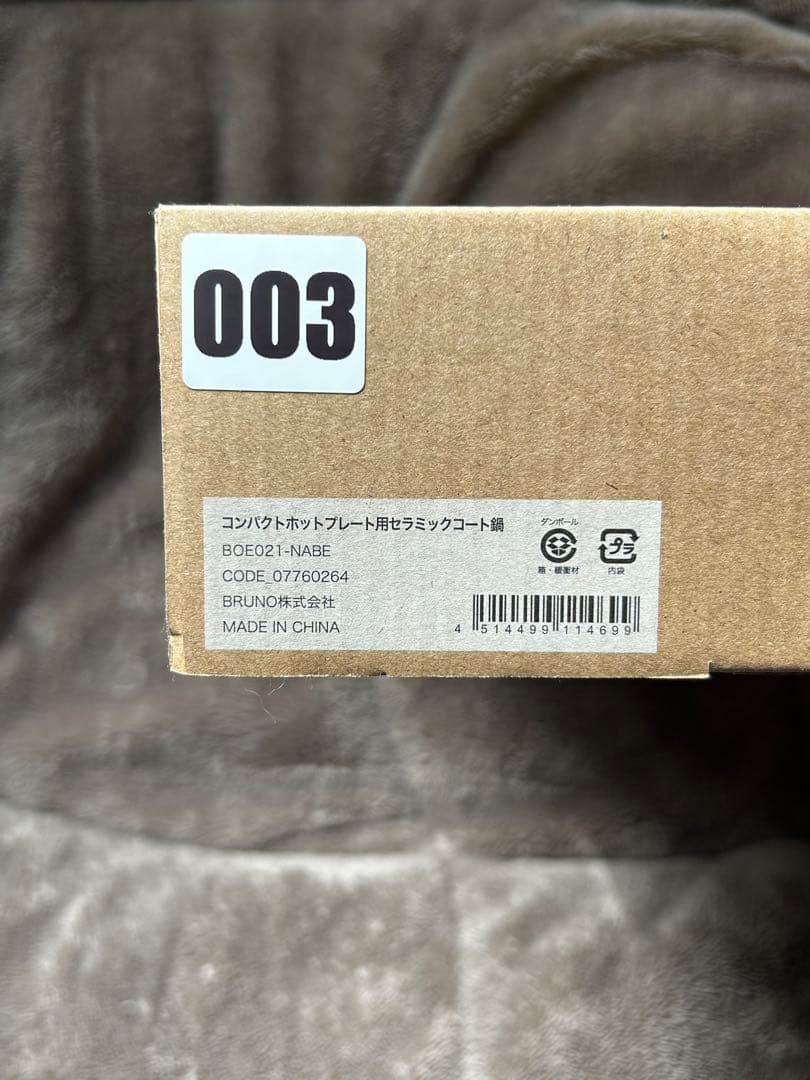 003
コンパクトホットプレート用セラミックコート鍋
BOE021-NABE
CODE_07760264
BRUNO株式会社
MADE IN CHINA
ダンボール
箱・緩衝材
プラ
内袋
4 514499 114699